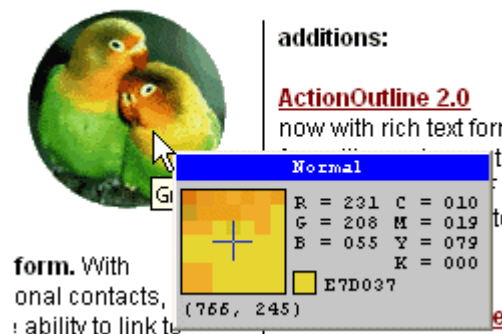 additions:
ActionOutline 2.0
now with rich text
Normal
R = 231 C = 010
G = 208 M = 019
B = 055 Y = 079
K = 000
E7D037
(766, 245)
form. With
onal contacts,
ability to link to